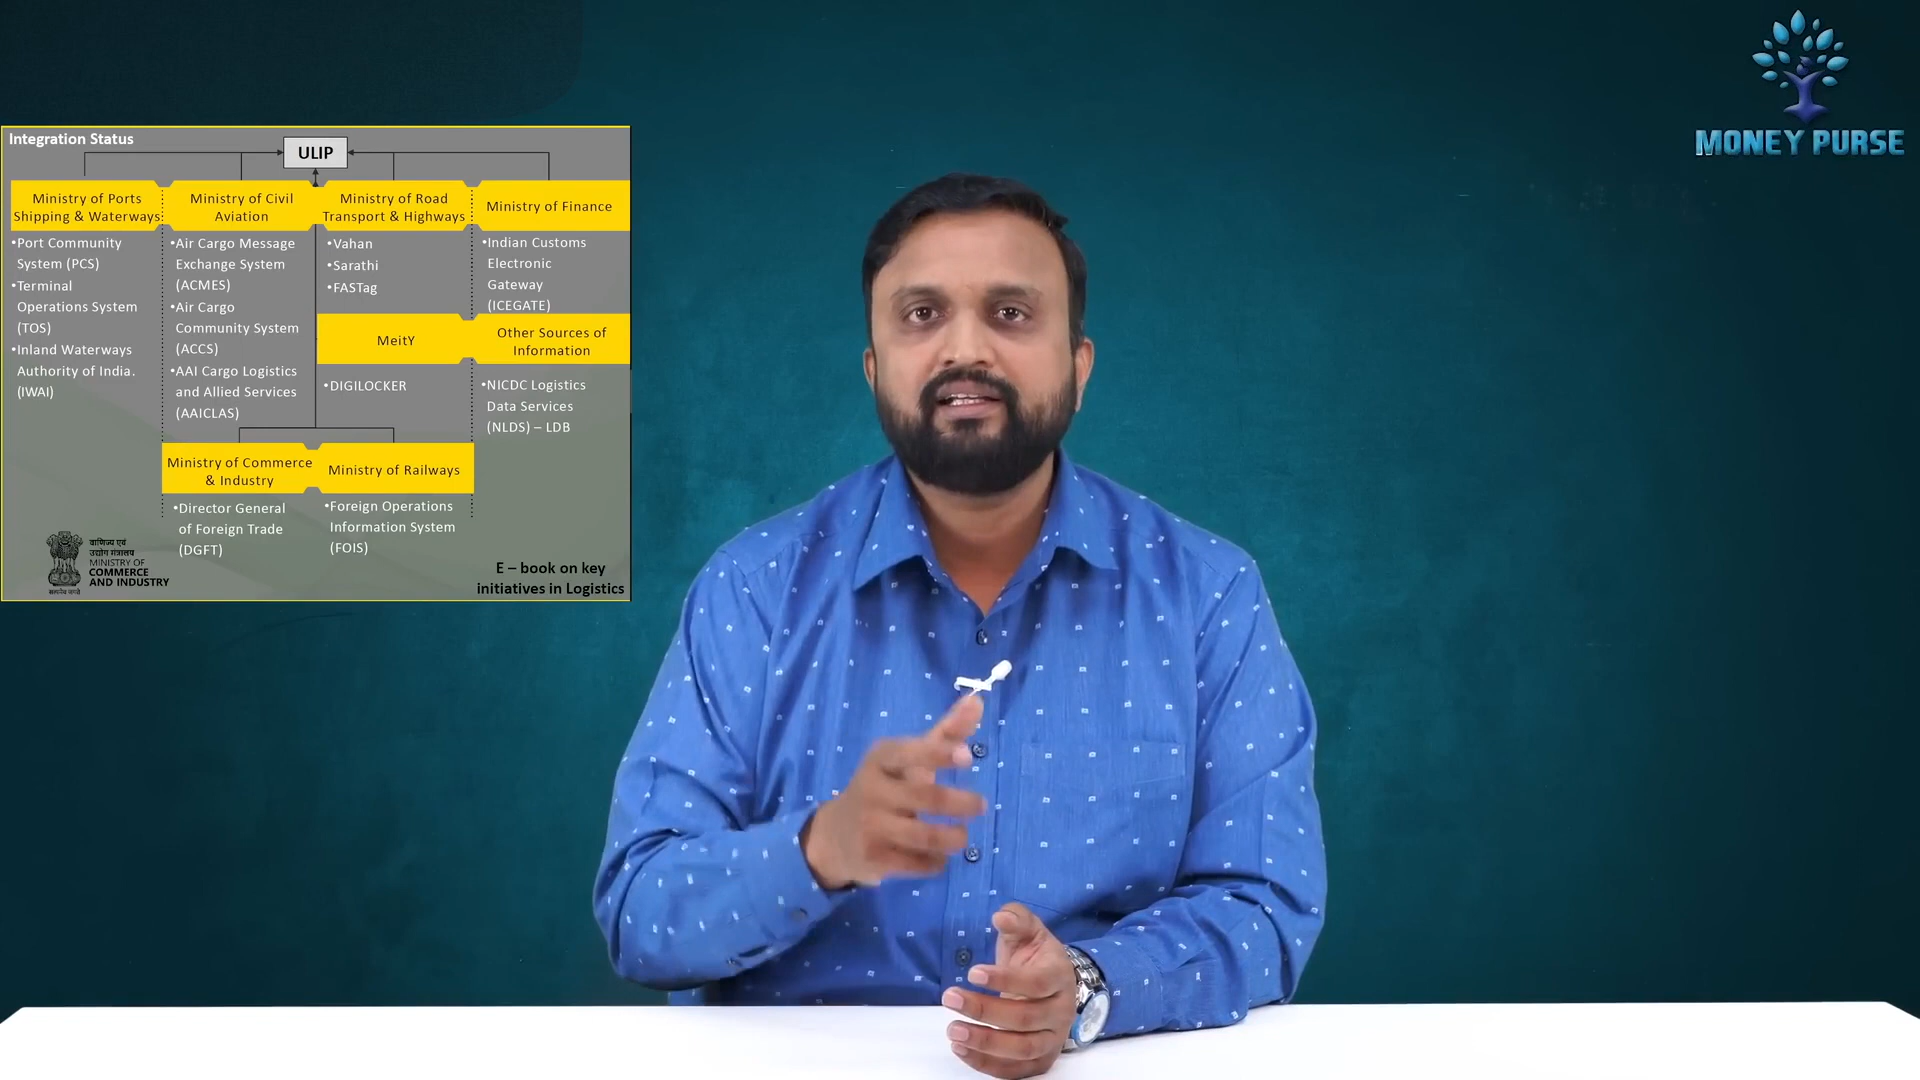 MONEY PURSE
Integration Status
ULIP
Ministry of Ports
Shipping & Waterways
•Port Community
System (PCS)
•Terminal
Operations System
(TOS)
•Inland Waterways
Authority of India.
(IWAI)
Ministry of Civil
Aviation
•Air Cargo Message
Exchange System
(ACMES)
•Air Cargo
Community System
(ACCS)
•AAI Cargo Logistics
and Allied Services
(AAICLAS)
Ministry of Road
Transport & Highways
•Vahan
•Sarathi
•FASTag
Ministry of Finance
•Indian Customs
Electronic
Gateway
(ICEGATE)
MeitY
•DIGILOCKER
Other Sources of
Information
•NICDC Logistics
Data Services
(NLDS) – LDB
Ministry of Commerce
& Industry
•Director General
of Foreign Trade
(DGFT)
Ministry of Railways
•Foreign Operations
Information System
(FOIS)
वाणिज्य एवं
उद्योग मंत्रालय
MINISTRY OF
COMMERCE
AND INDUSTRY
सत्यमेव जयते
E – book on key
initiatives in Logistics